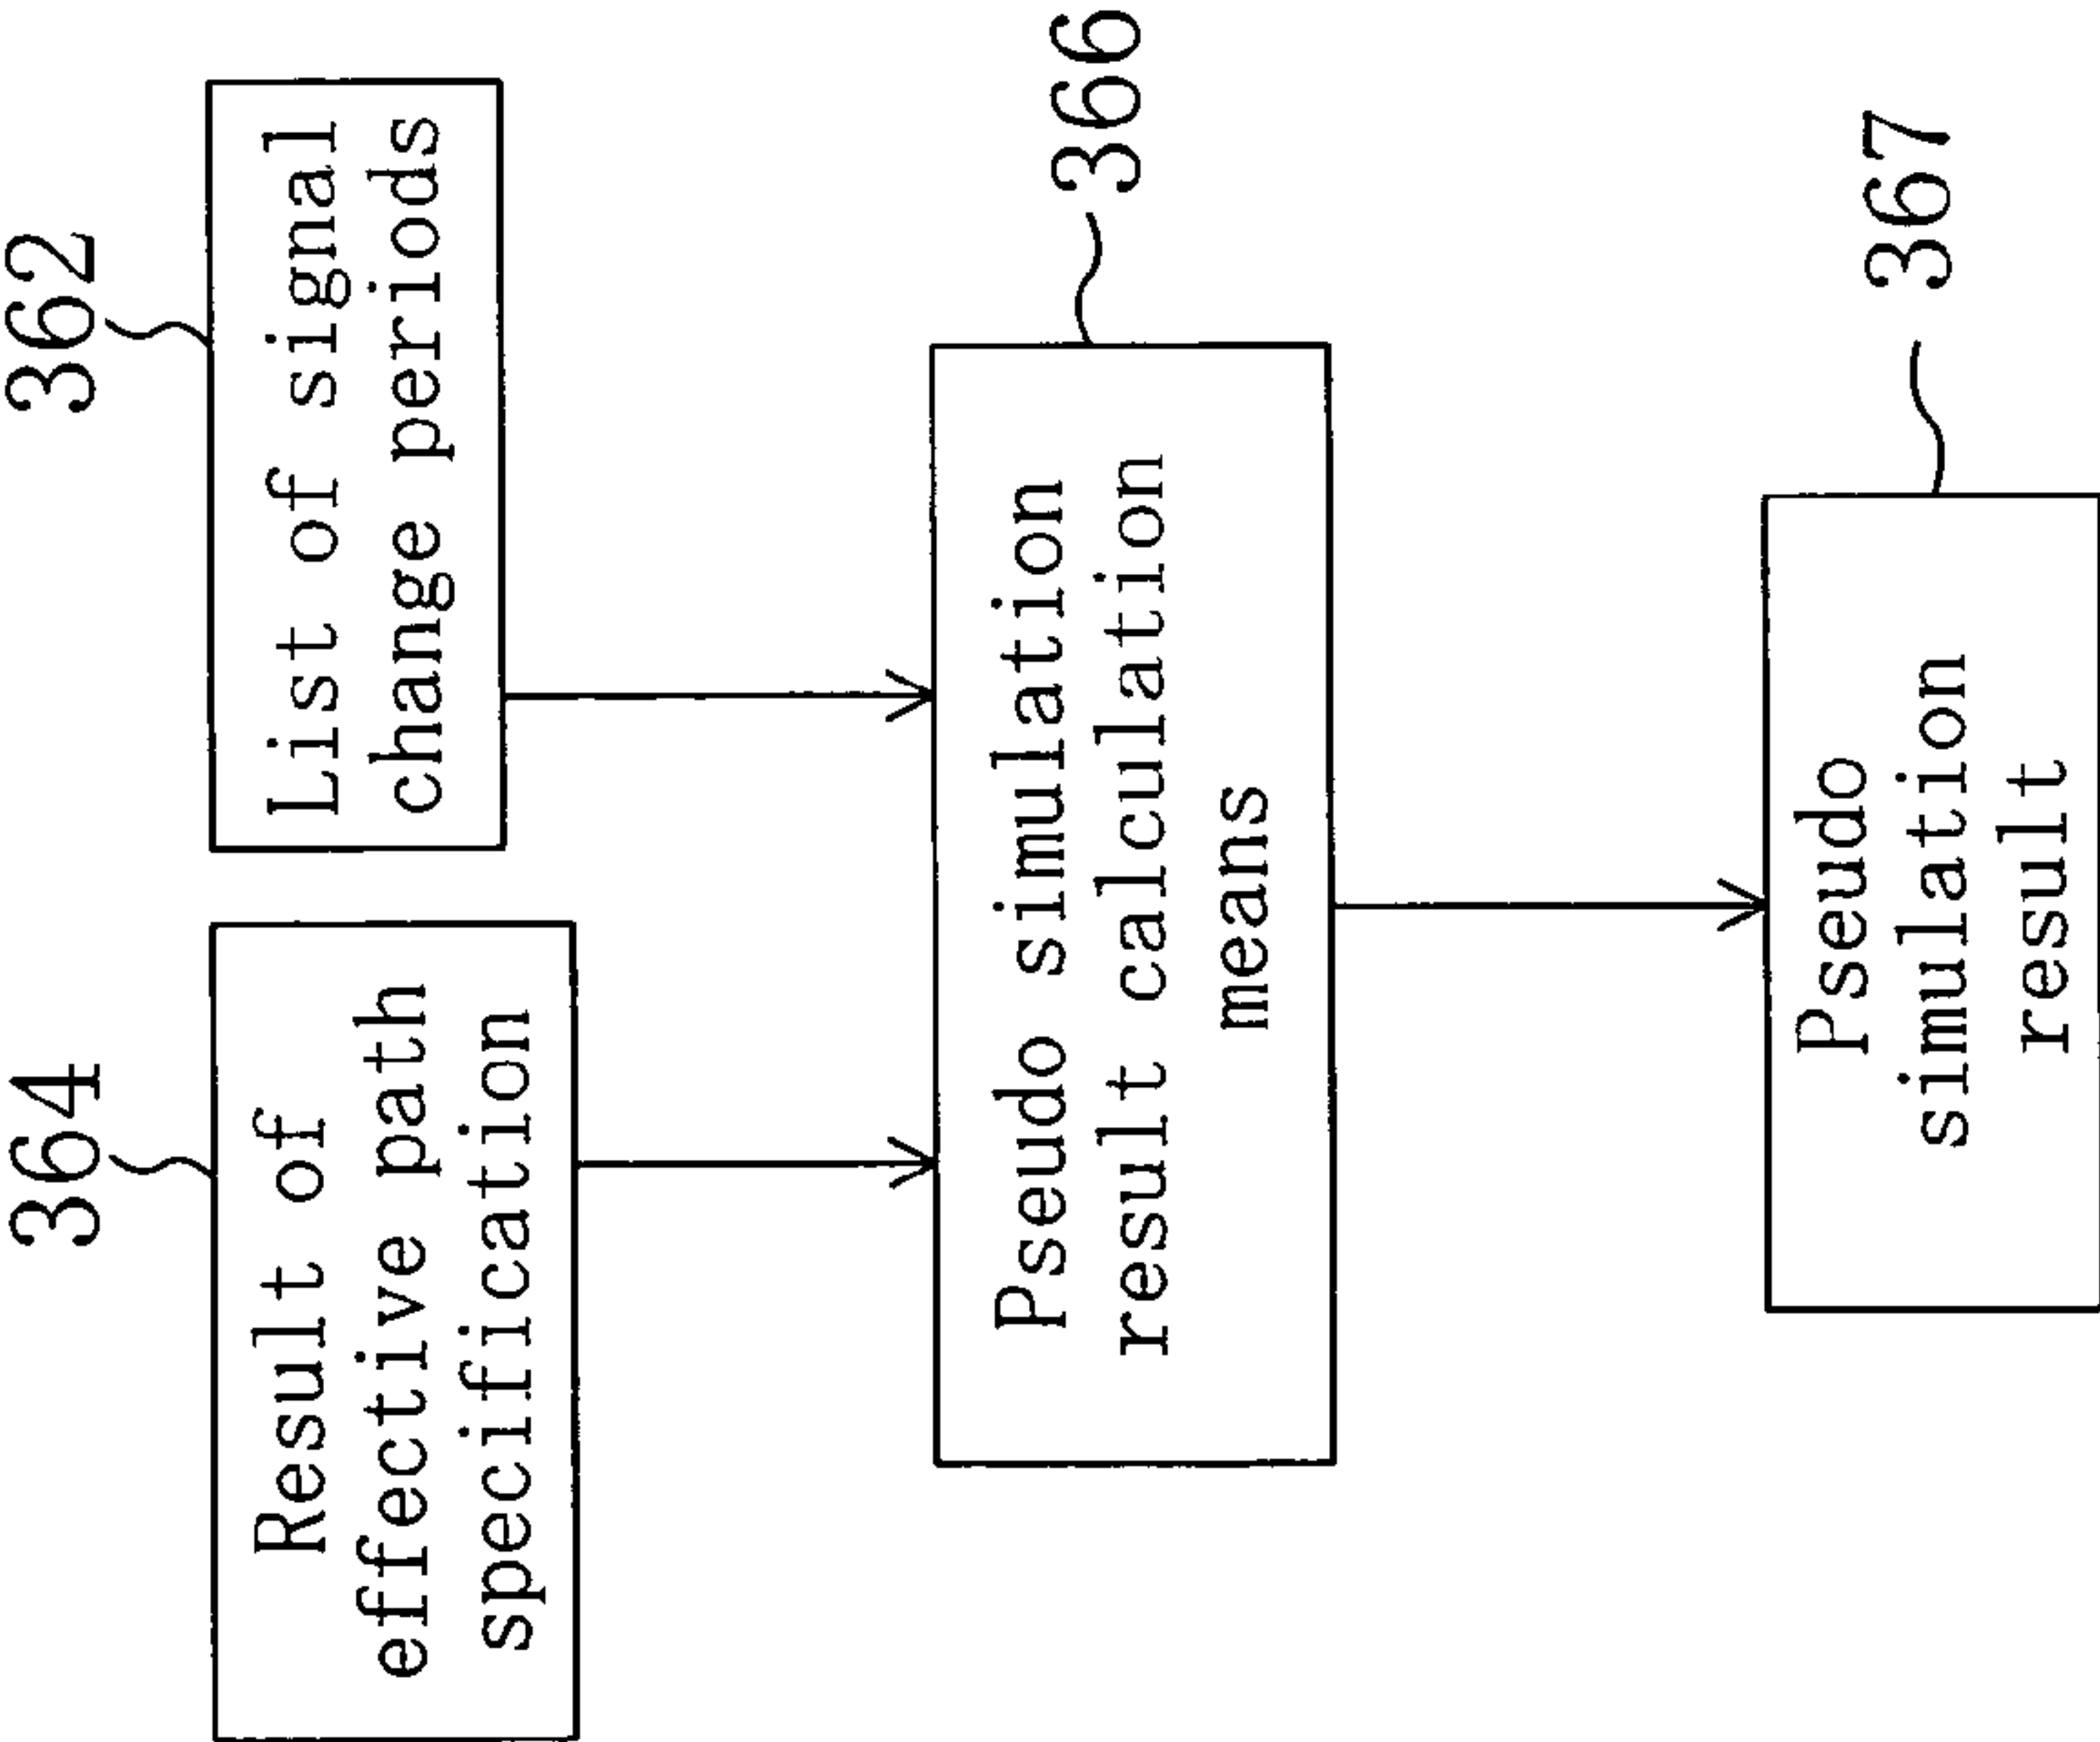 364
Result of
effective path
specification
362
List of signal
change periods
Pseudo simulation
result calculation
means
366
Pseudo
simulation
result
367